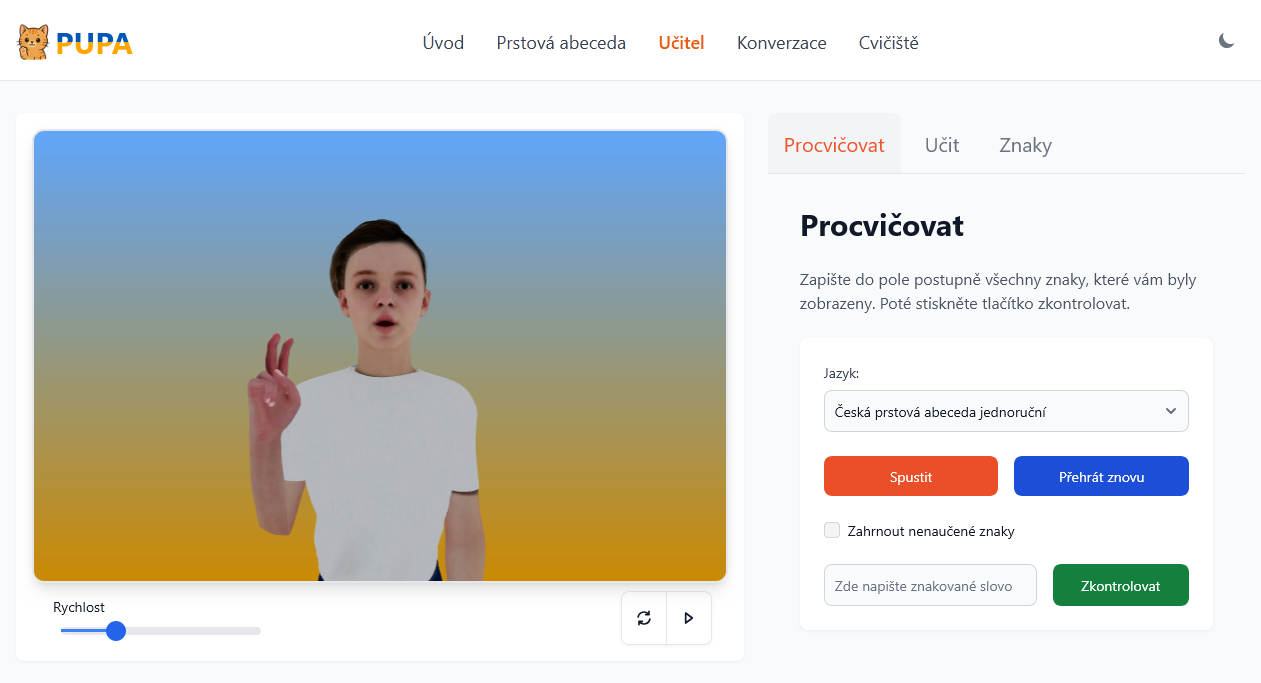 PUPA
Úvod
Prstová abeceda
Učitel
Konverzace
Cvičiště
Procvičovat
Učit
Znaky
Procvičovat
Zapište do pole postupně všechny znaky, které vám byly
zobrazeny. Poté stiskněte tlačítko zkontrolovat.
Jazyk:
Česká prstová abeceda jednoruční
Spustit
Přehrát znovu
Zahrnout nenaučené znaky
Zde napište znakované slovo
Zkontrolovat
Rychlost